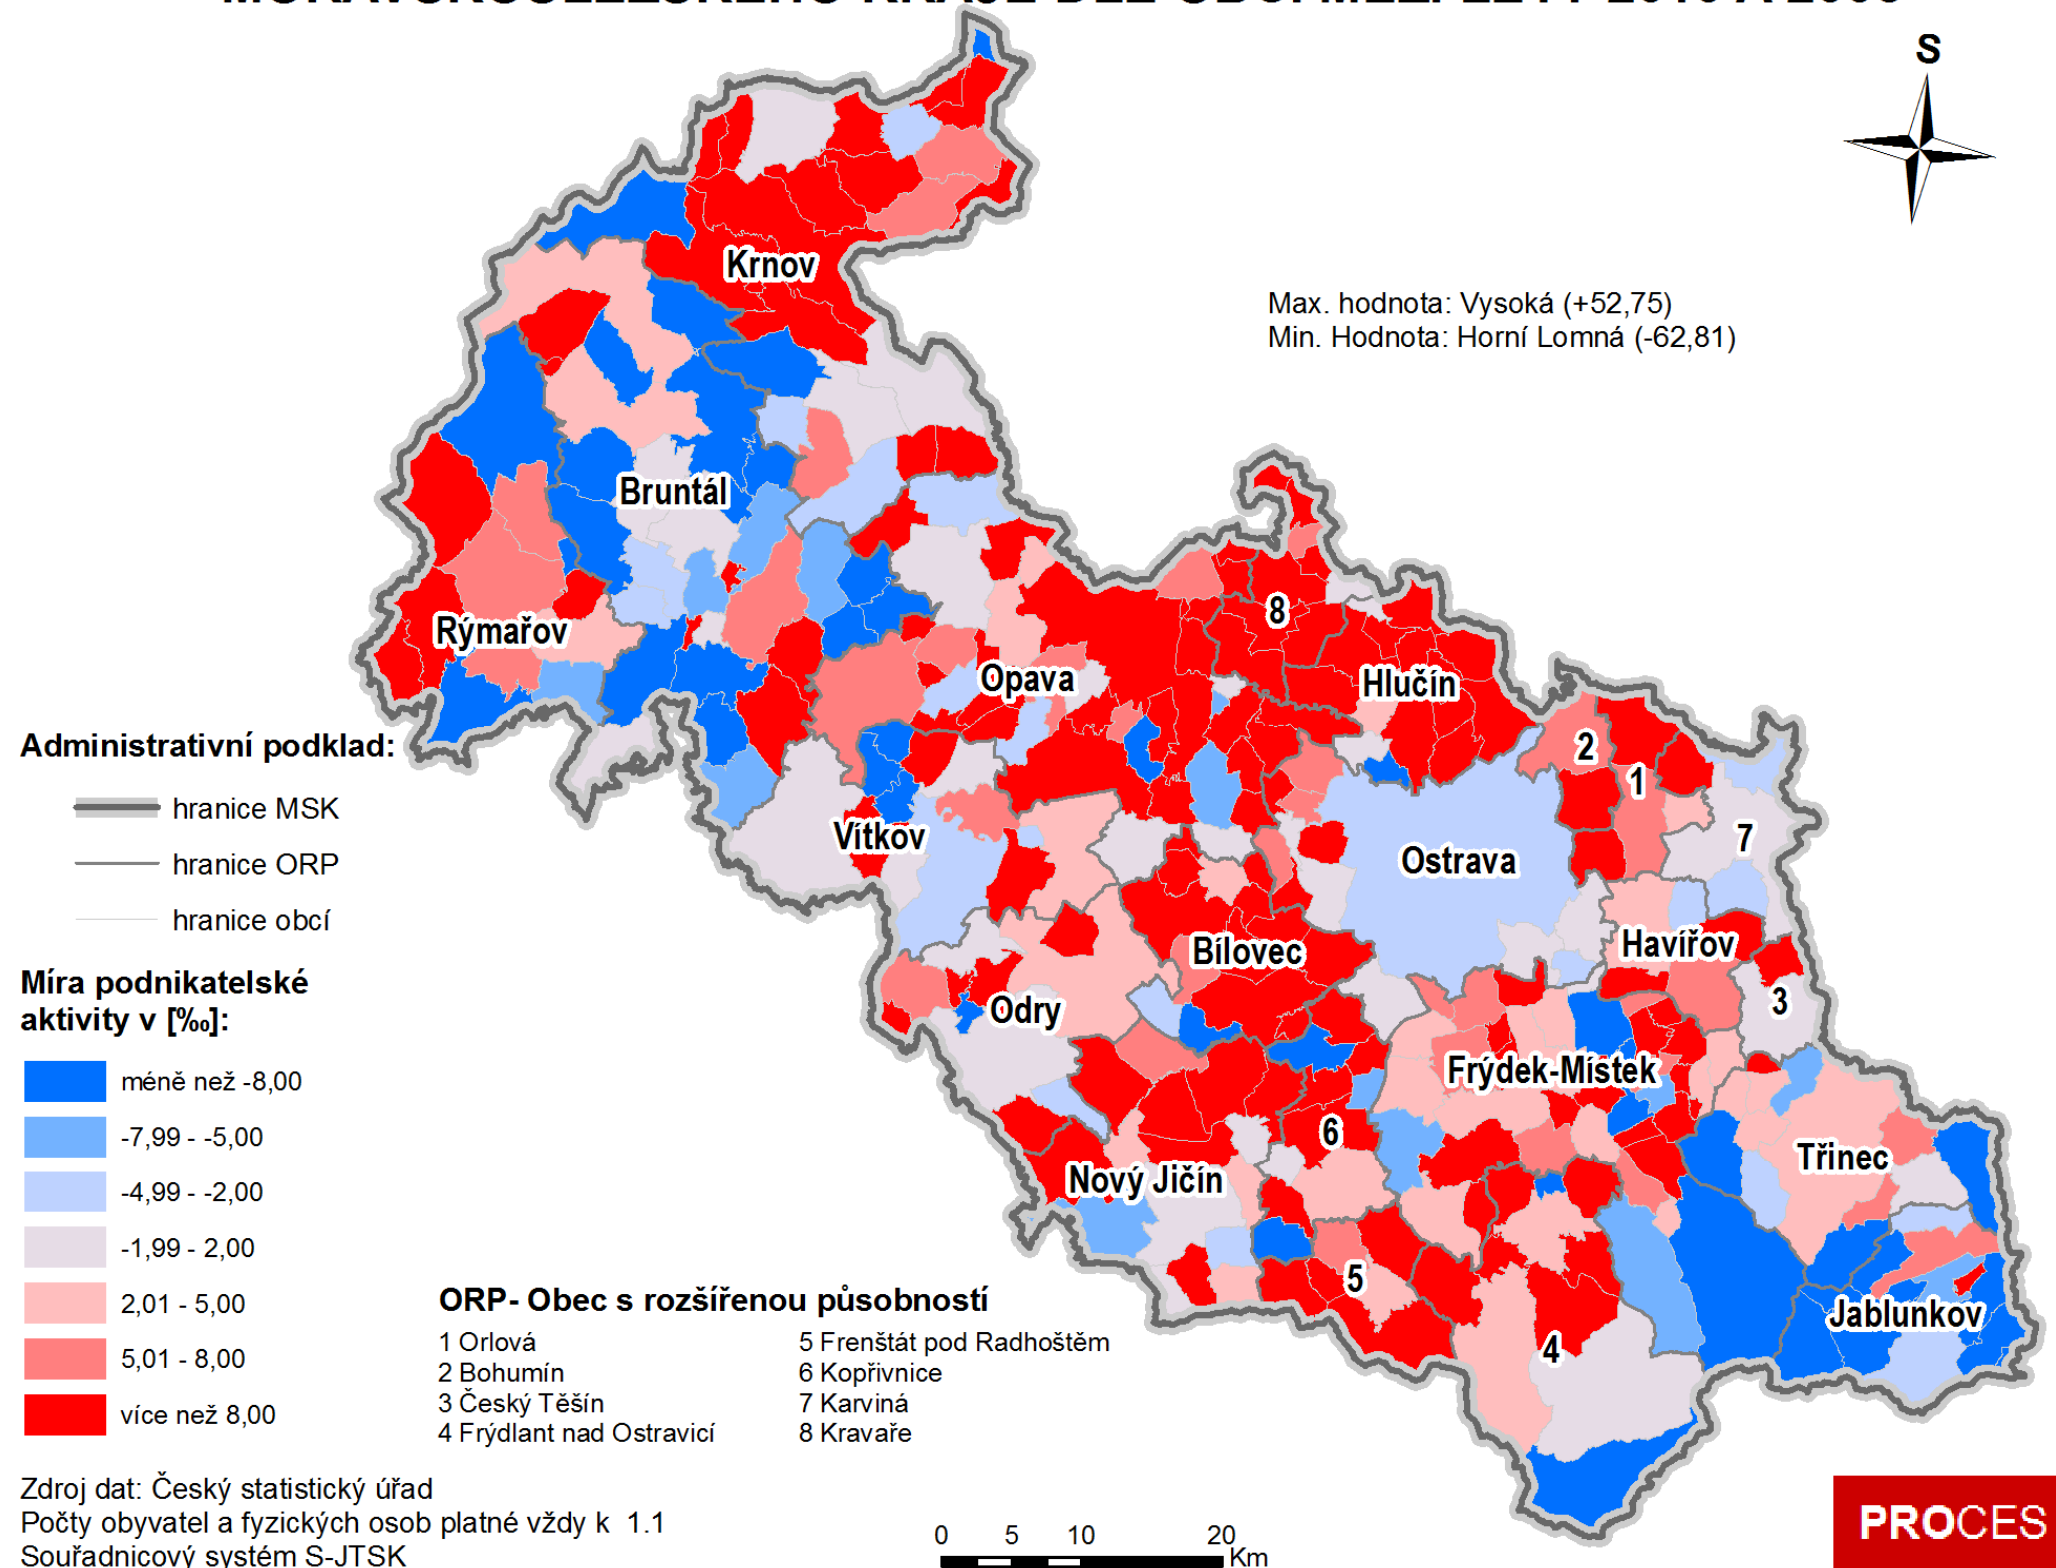 S
Krnov
Max. hodnota: Vysoká (+52,75)
Min. Hodnota: Horní Lomná (-62,81)
Bruntál
8
Rýmařov
Opava
Hlučín
2
1
Administrativní podklad:
hranice MSK
hranice ORP
hranice obcí
Vítkov
Ostrava
7
Bílovec
Havířov
Odry
3
Míra podnikatelské
aktivity v [‰]:
méně než -8,00
-7,99 - -5,00
-4,99 - -2,00
-1,99 - 2,00
2,01 - 5,00
5,01 - 8,00
více než 8,00
Frýdek-Místek
6
Třinec
Nový Jičín
5
Jablunkov
4
ORP- Obec s rozšířenou působností
1 Orlová
2 Bohumín
3 Český Těšín
4 Frýdlant nad Ostravicí
5 Frenštát pod Radhoštěm
6 Kopřivnice
7 Karviná
8 Kravaře
Zdroj dat: Český statistický úřad
Počty obyvatel a fyzických osob platné vždy k 1.1
Souřadnicový systém S-JTSK
0 5 10 20
Km
PROCES